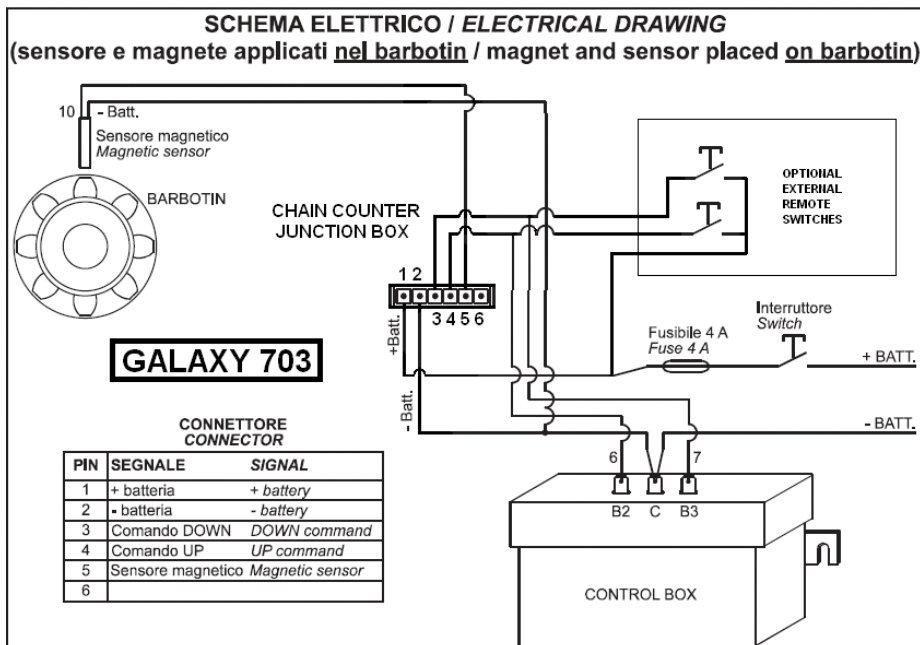 SCHEMA ELETTRICO / ELECTRICAL DRAWING
(sensore e magnete applicati nel barbotin / magnet and sensor placed on barbotin)
10
- Batt.
Sensore magnetico
Magnetic sensor
BARBOTIN
CHAIN COUNTER
JUNCTION BOX
OPTIONAL
EXTERNAL
REMOTE
SWITCHES
1 2
3 4 5 6
+Batt.
- Batt.
Interruttore
Switch
Fusibile 4 A
Fuse 4 A
+ BATT.
- BATT.
GALAXY 703
CONNETTORE
CONNECTOR
PIN SEGNALE SIGNAL
1 + batteria + battery
2 - batteria - battery
3 Comando DOWN DOWN command
4 Comando UP UP command
5 Sensore magnetico Magnetic sensor
6
6 7
B2 C B3
CONTROL BOX